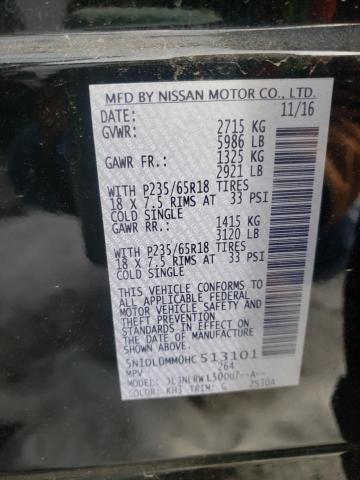 MFD BY NISSAN MOTOR CO., LTD.
DATE: 11/16
GVWR: 2715 KG
5986 LB
GAWR FR.: 1325 KG
2921 LB
WITH P235/65R18 TIRES
18 X 7.5 RIMS AT 33 PSI
COLD SINGLE
GAWR RR.: 1415 KG
3120 LB
WITH P235/65R18 TIRES
18 X 7.5 RIMS AT 33 PSI
COLD SINGLE
THIS VEHICLE CONFORMS TO
ALL APPLICABLE FEDERAL
MOTOR VEHICLE SAFETY AND
THEFT PREVENTION
STANDARDS IN EFFECT ON
THE DATE OF MANUFACTURE
SHOWN ABOVE.
5N1DL0MM0HC513101
MPV 264
MODEL: JLJNLRWL50UU7--A--
COLOR: KH3 TRIM: G 2530A